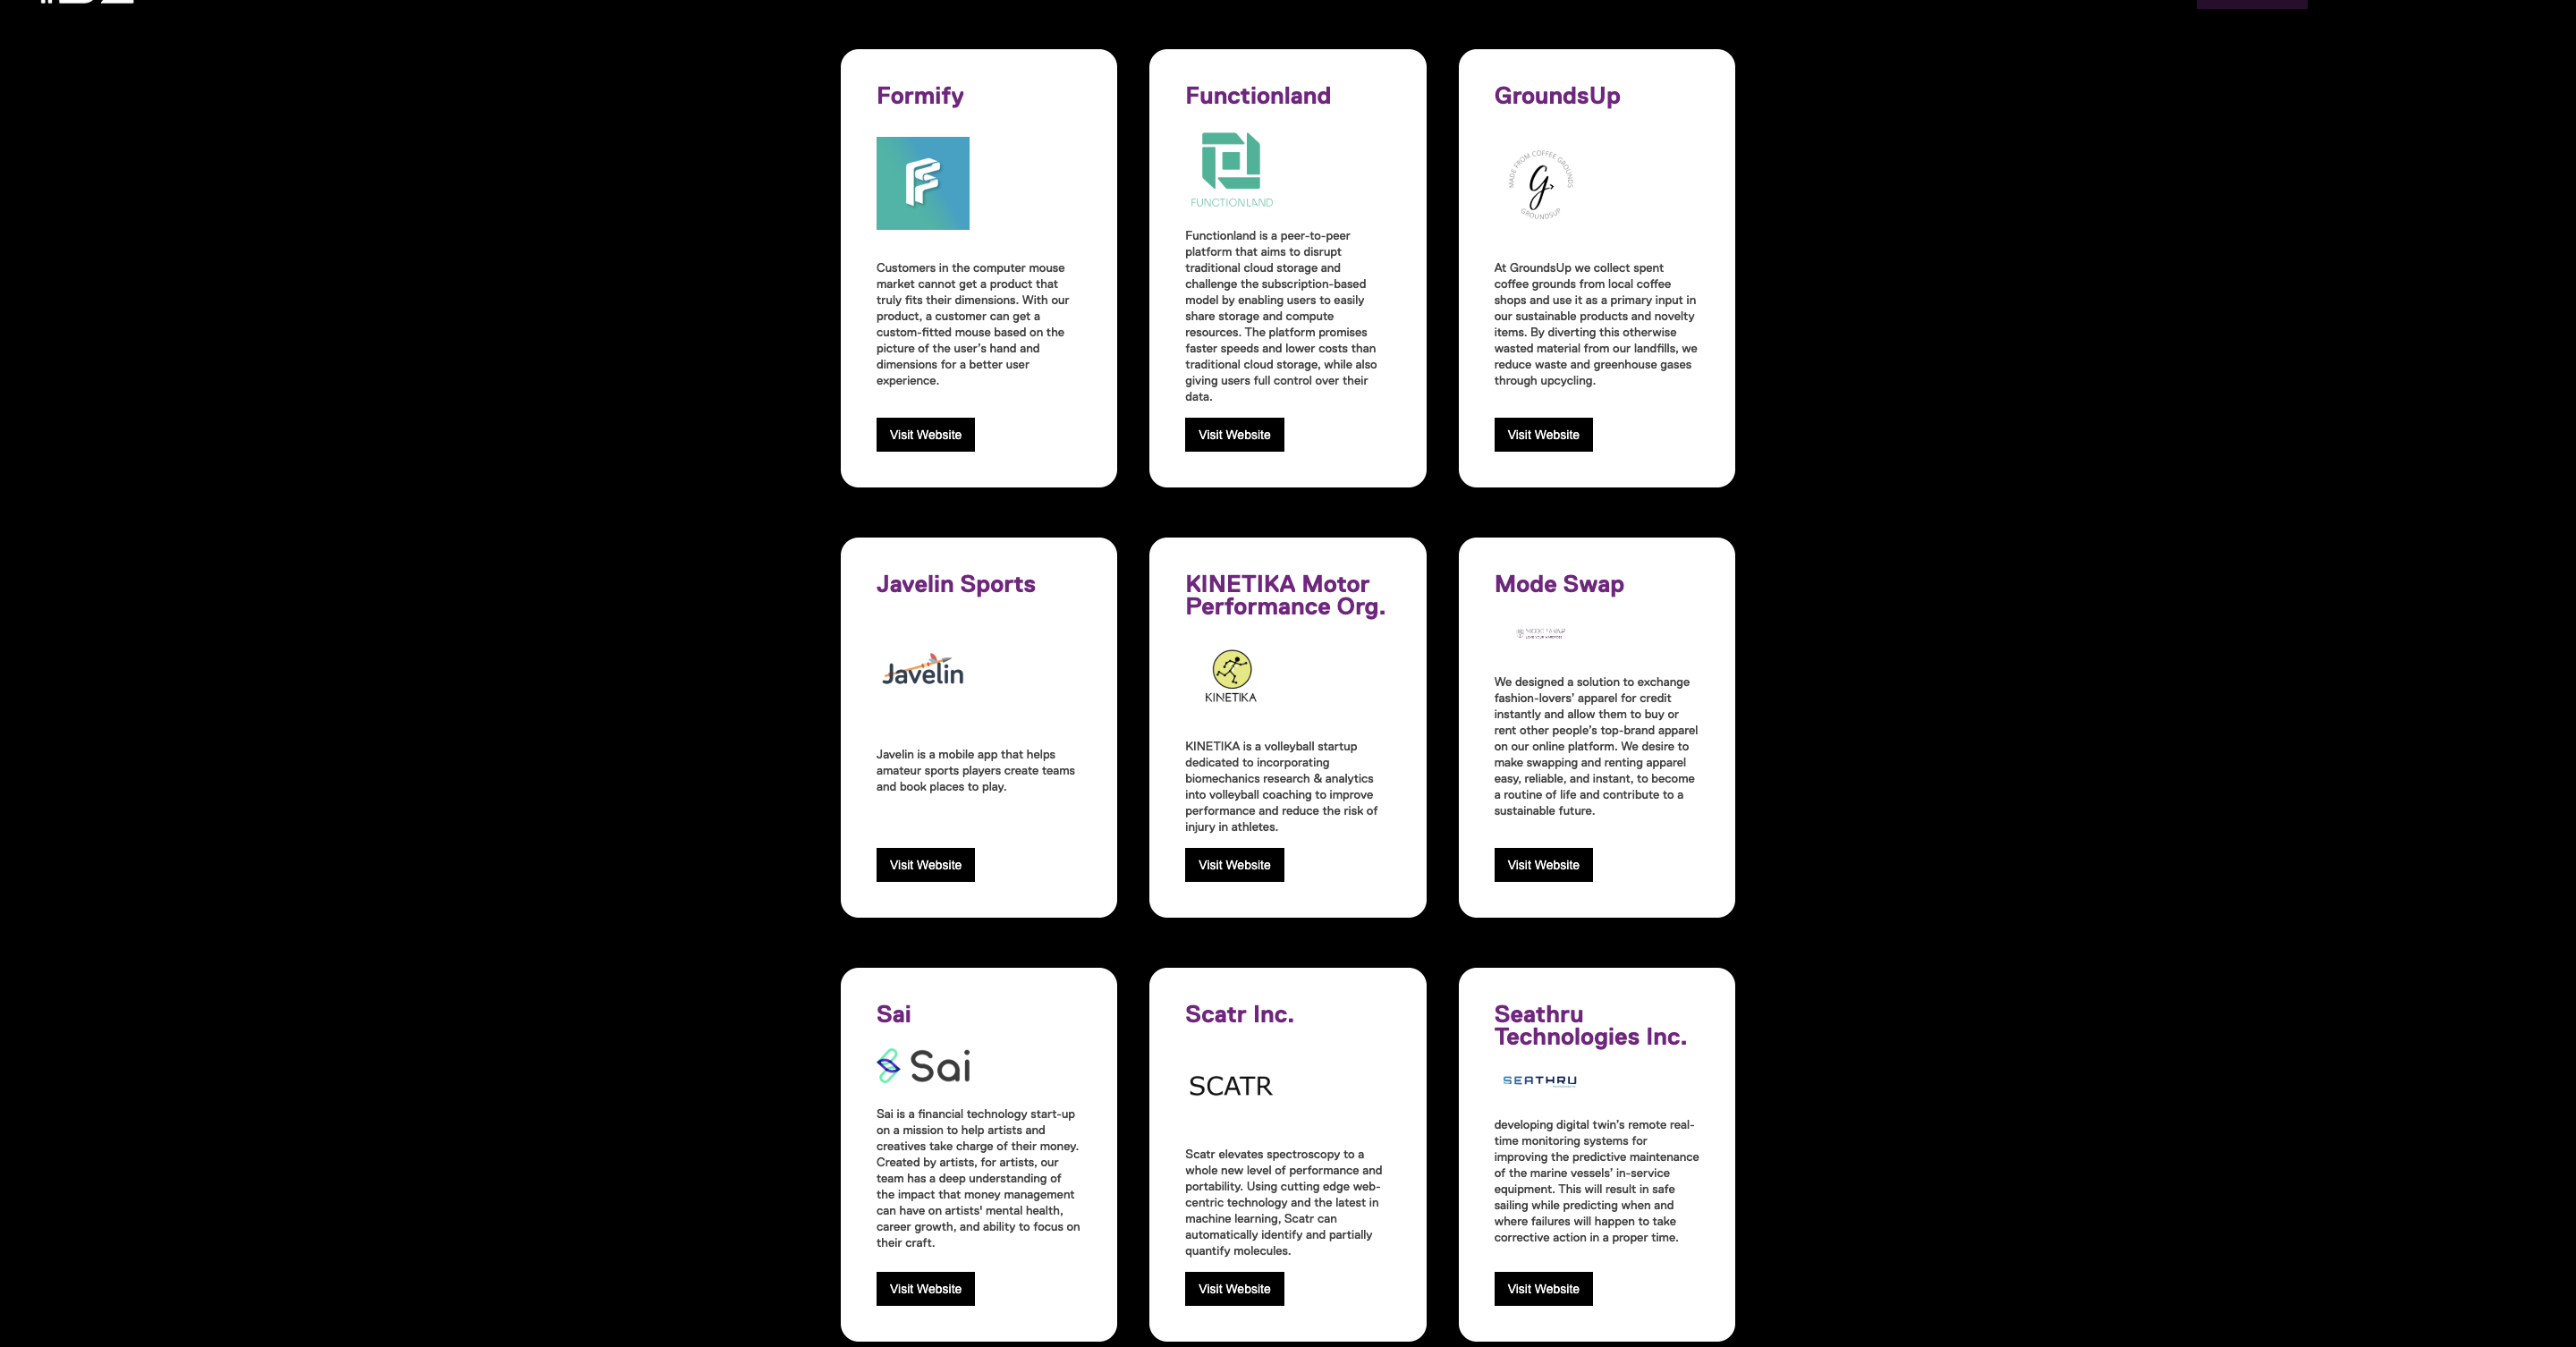 Formify
F
Customers in the computer mouse
market cannot get a product that
truly fits their dimensions. With our
product, a customer can get a
custom-fitted mouse based on the
picture of the user's hand and
dimensions for a better user
experience.
Visit Website
Functionland
FUNCTIONLAND
Functionland is a peer-to-peer
platform that aims to disrupt
traditional cloud storage and
challenge the subscription-based
model by enabling users to easily
share storage and compute
resources. The platform promises
faster speeds and lower costs than
traditional cloud storage, while also
giving users full control over their
data.
Visit Website
GroundsUp
MADE FROM COFFEE GROUNDS
g
GROUNDSUP
At GroundsUp we collect spent
coffee grounds from local coffee
shops and use it as a primary input in
our sustainable products and novelty
items. By diverting this otherwise
wasted material from our landfills, we
reduce waste and greenhouse gases
through upcycling.
Visit Website
Javelin Sports
Javelin
Javelin is a mobile app that helps
amateur sports players create teams
and book places to play.
Visit Website
KINETIKA Motor
Performance Org.
KINETIKA
KINETIKA is a volleyball startup
dedicated to incorporating
biomechanics research & analytics
into volleyball coaching to improve
performance and reduce the risk of
injury in athletes.
Visit Website
Mode Swap
We designed a solution to exchange
fashion-lovers' apparel for credit
instantly and allow them to buy or
rent other people's top-brand apparel
on our online platform. We desire to
make swapping and renting apparel
easy, reliable, and instant, to become
a routine of life and contribute to a
sustainable future.
Visit Website
Sai
Sai
Sai is a financial technology start-up
on a mission to help artists and
creatives take charge of their money.
Created by artists, for artists, our
team has a deep understanding of
the impact that money management
can have on artists' mental health,
career growth, and ability to focus on
their craft.
Visit Website
Scatr Inc.
SCATR
Scatr elevates spectroscopy to a
whole new level of performance and
portability. Using cutting edge web-
centric technology and the latest in
machine learning, Scatr can
automatically identify and partially
quantify molecules.
Visit Website
Seathru
Technologies Inc.
SEATHRU
developing digital twin's remote real-
time monitoring systems for
improving the predictive maintenance
of the marine vessels' in-service
equipment. This will result in safe
sailing while predicting when and
where failures will happen to take
corrective action in a proper time.
Visit Website